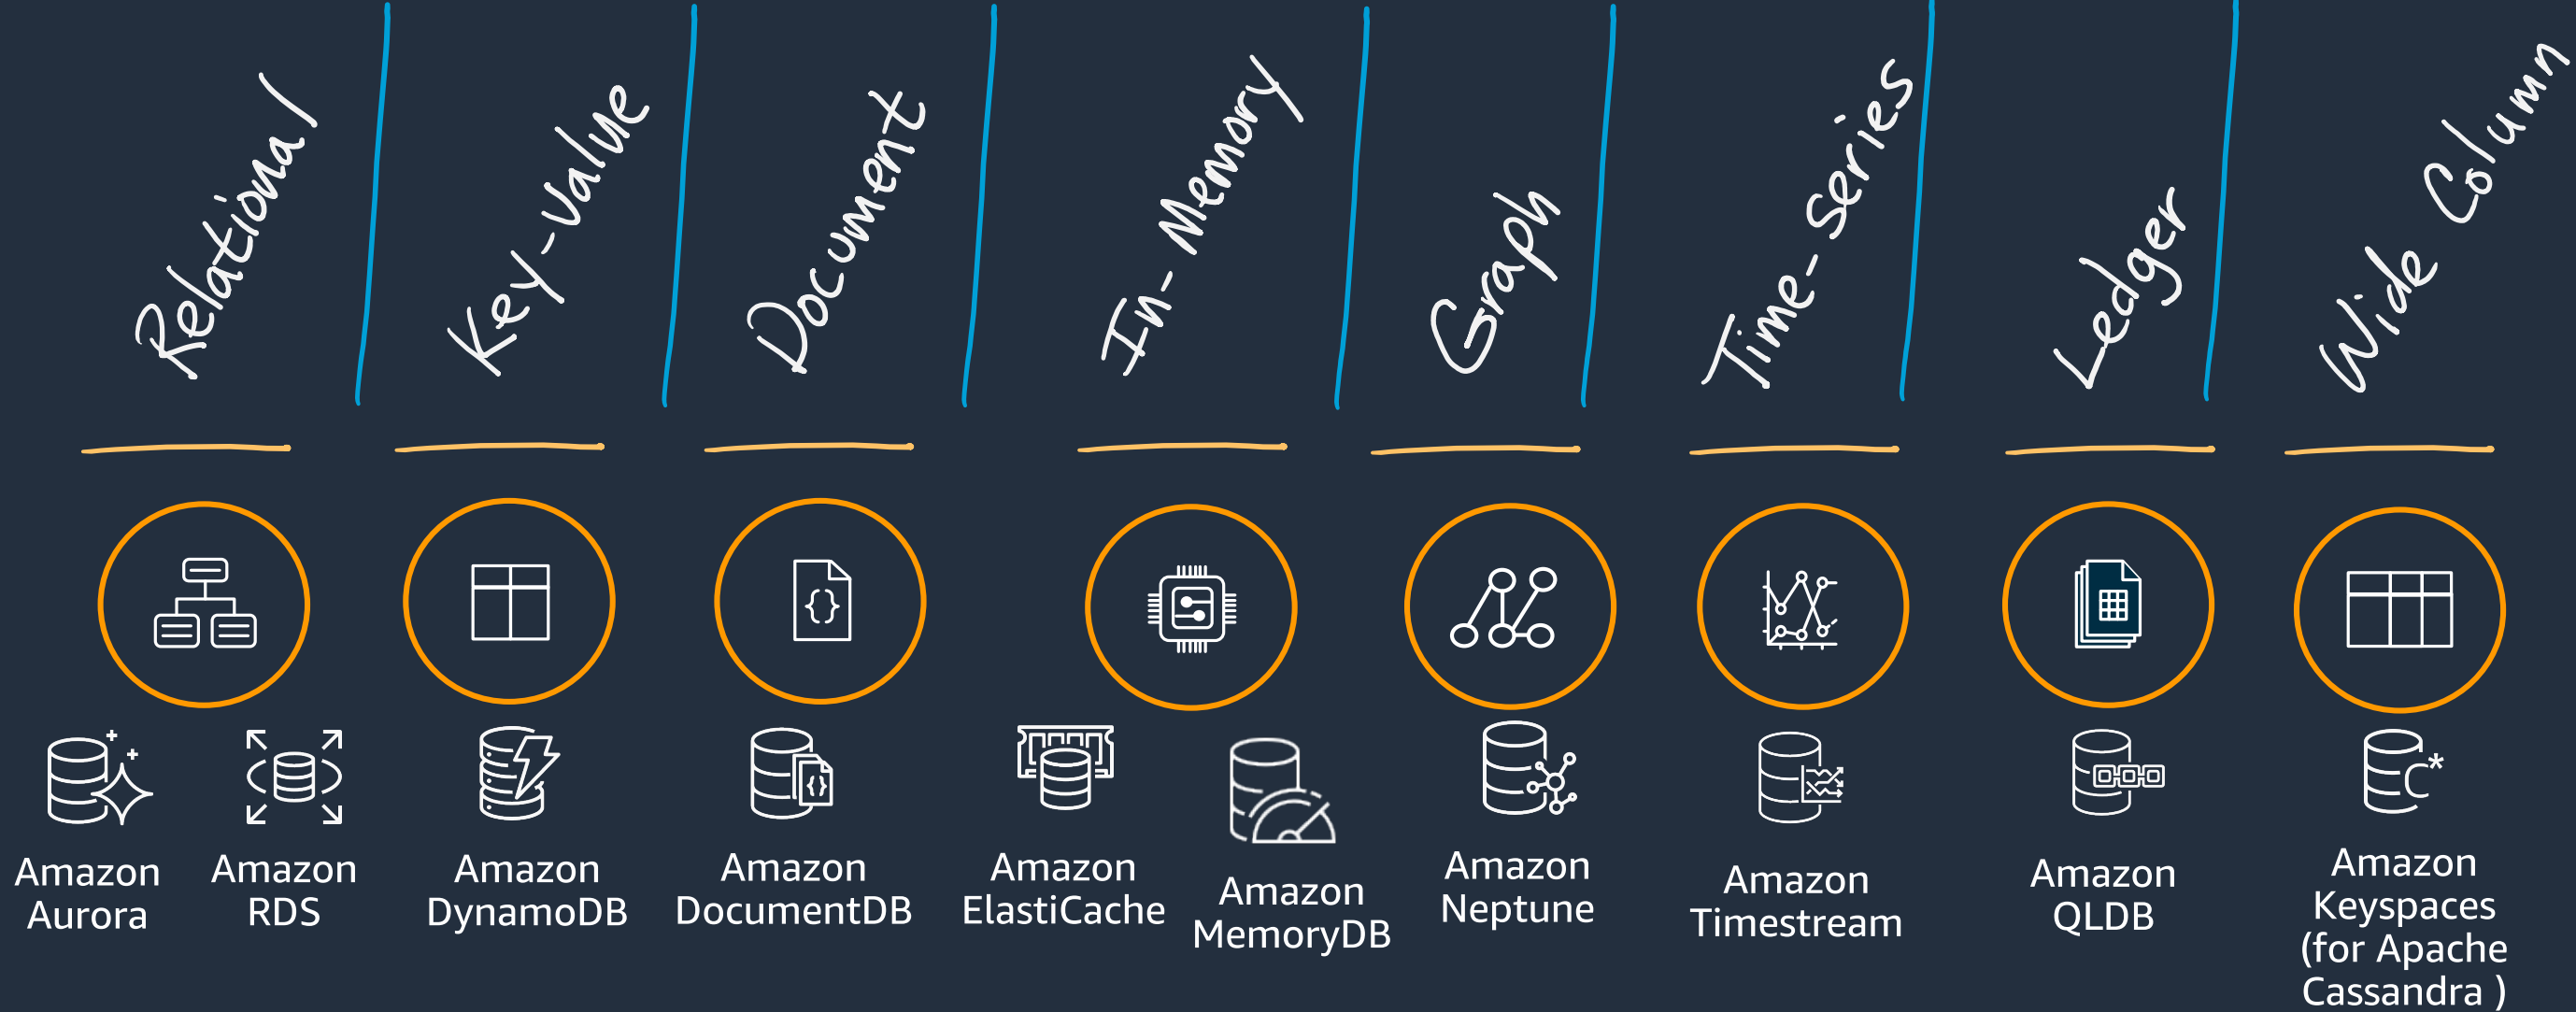 Relational
Key-Value
Document
In-Memory
Graph
Time-Series
Ledger
Wide Column
{}
{}
C*
Amazon
Aurora
Amazon
RDS
Amazon
DynamoDB
Amazon
DocumentDB
Amazon
ElastiCache
Amazon
MemoryDB
Amazon
Neptune
Amazon
Timestream
Amazon
QLDB
Amazon
Keyspaces
(for Apache
Cassandra )